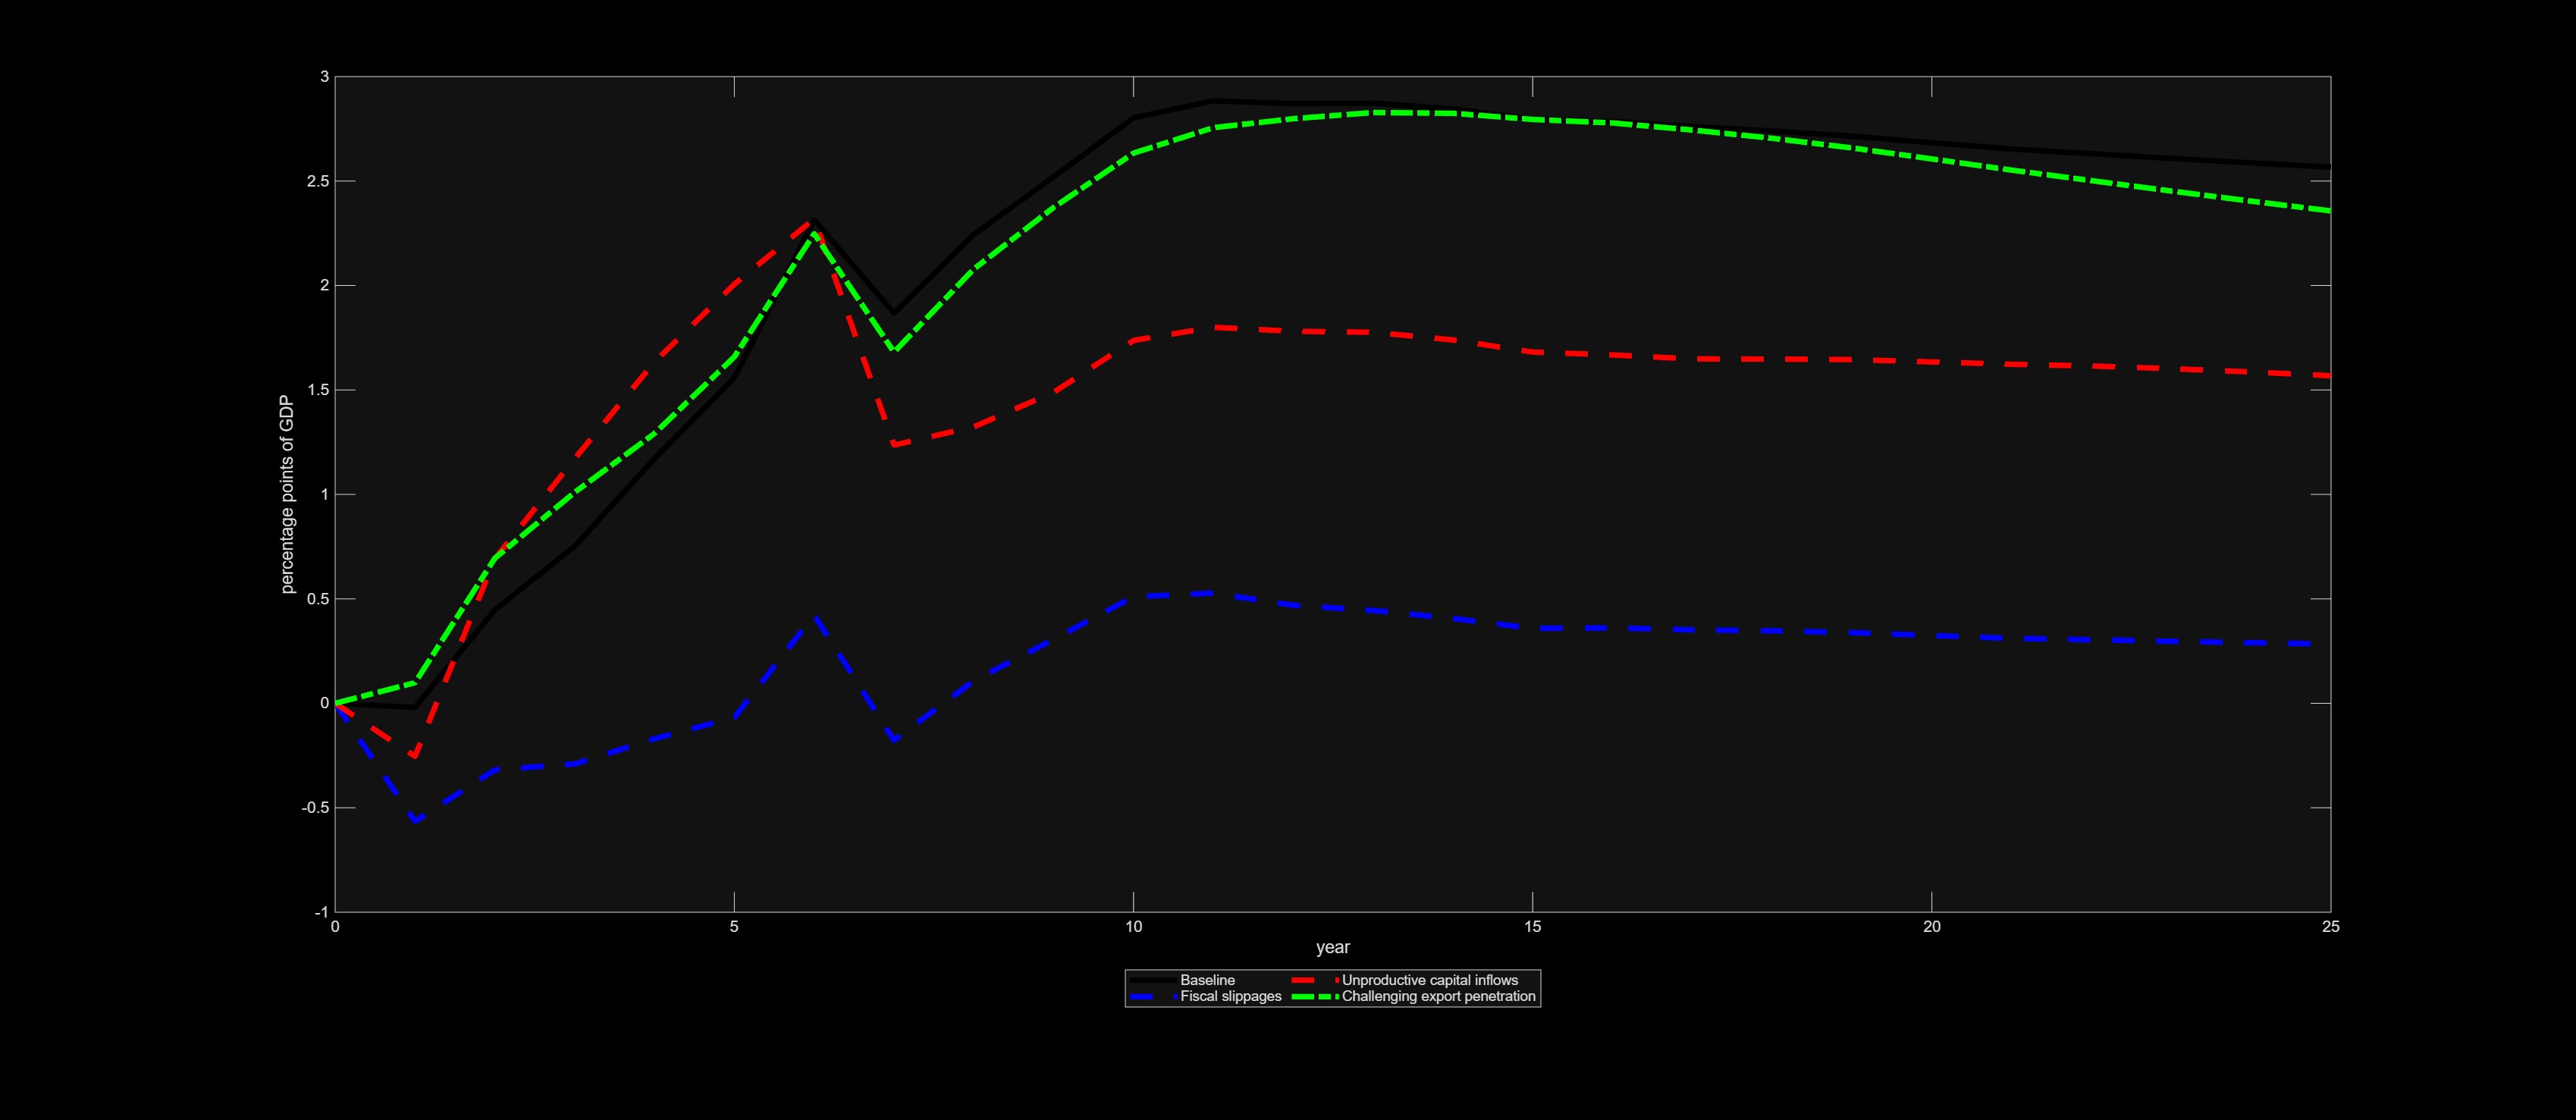 3
2.5
2
1.5
1
0.5
0
-0.5
-1
percentage points of GDP
0 5 10 15 20 25
year
Baseline Unproductive capital inflows
Fiscal slippages Challenging export penetration